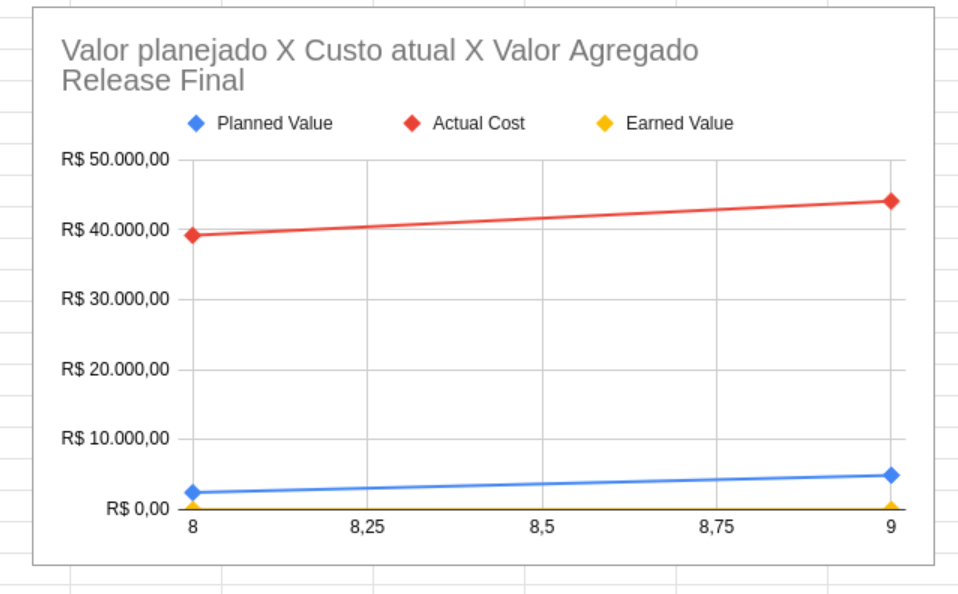 Valor planejado X Custo atual X Valor Agregado
Release Final
Planned Value Actual Cost Earned Value
R$ 50.000,00
R$ 40.000,00
R$ 30.000,00
R$ 20.000,00
R$ 10.000,00
R$ 0,00
8 8,25 8,5 8,75 9